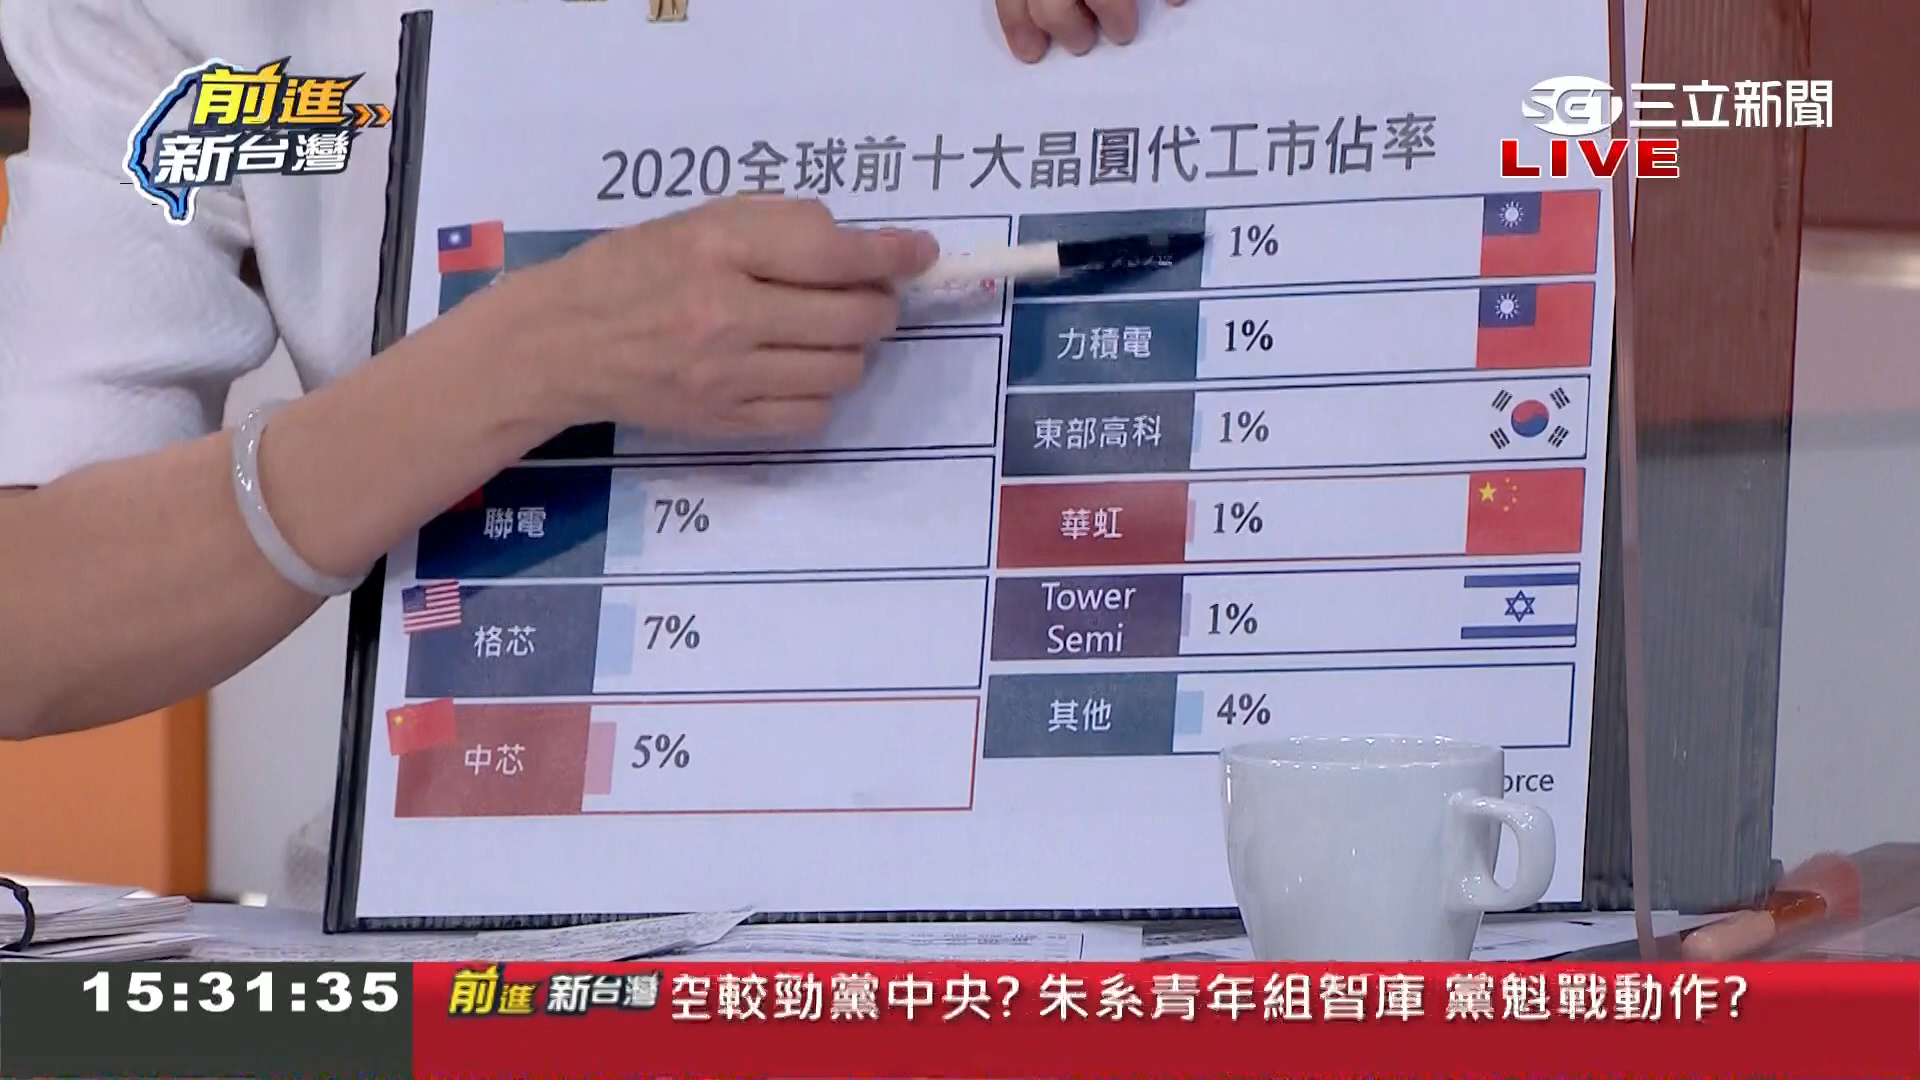 前進
新台灣
SET三立新聞
LIVE
2020全球前十大晶圓代工市佔率
1%
力積電
1%
東部高科
1%
聯電
7%
華虹
1%
格芯
7%
Tower
Semi
1%
中芯
5%
其他
4%
orce
15:31:35
前進新台灣
空較勁黨中央?朱系青年組智庫 黨魁戰動作?